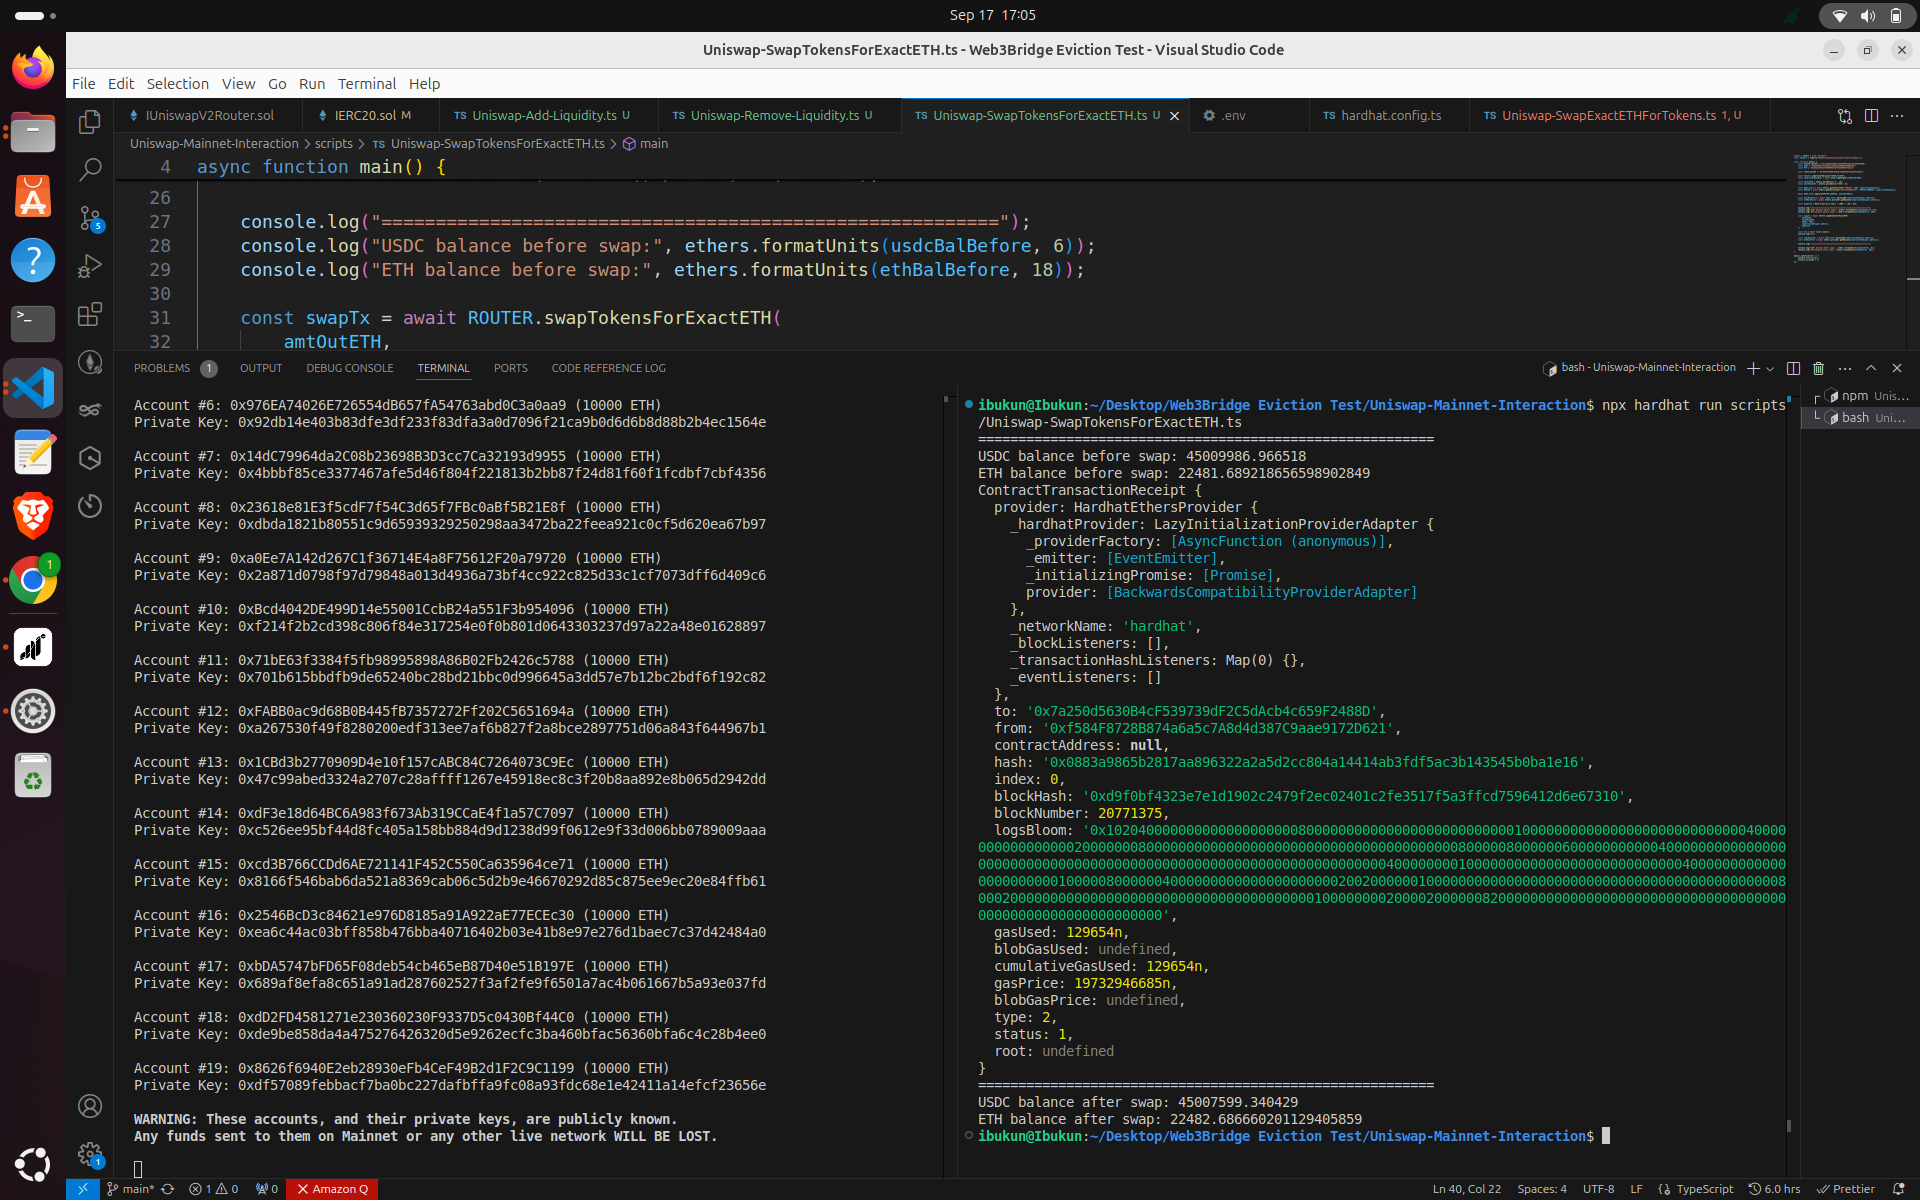 Sep 17 17:05
Uniswap-SwapTokensForExactETH.ts - Web3Bridge Eviction Test - Visual Studio Code
File Edit Selection View Go Run Terminal Help
IUniswapV2Router.sol IERC20.sol M TS Uniswap-Add-Liquidity.ts U TS Uniswap-Remove-Liquidity.ts U TS Uniswap-SwapTokensForExactETH.ts U .env TS hardhat.config.ts TS Uniswap-SwapExactETHForTokens.ts 1, U
Uniswap-Mainnet-Interaction > scripts > TS Uniswap-SwapTokensForExactETH.ts > main
4 async function main() {
26
27 console.log("=========================================================");
28 console.log("USDC balance before swap:", ethers.formatUnits(usdcBalBefore, 6));
29 console.log("ETH balance before swap:", ethers.formatUnits(ethBalBefore, 18));
30
31 const swapTx = await ROUTER.swapTokensForExactETH(
32 amtOutETH,
PROBLEMS 1 OUTPUT DEBUG CONSOLE TERMINAL PORTS CODE REFERENCE LOG
bash - Uniswap-Mainnet-Interaction
Account #6: 0x976EA74026E726554dB657fA54763abd0C3a0aa9 (10000 ETH)
Private Key: 0x92db14e403b83dfe3df233f83dfa3a0d7096f21ca9b0d6d6b8d88b2b4ec1564e
Account #7: 0x14dC79964da2C08b23698B3D3cc7Ca32193d9955 (10000 ETH)
Private Key: 0x4bbbf85ce3377467afe5d46f804f221813b2bb87f24d81f60f1fcdbf7cbf4356
Account #8: 0x23618e81E3f5cdF7f54C3d65f7FBc0aBf5B21E8f (10000 ETH)
Private Key: 0xdbda1821b80551c9d65939329250298aa3472ba22feea921c0cf5d620ea67b97
Account #9: 0xa0Ee7A142d267C1f36714E4a8F75612F20a79720 (10000 ETH)
Private Key: 0x2a871d0798f97d79848a013d4936a73bf4cc922c825d33c1cf7073dff6d409c6
Account #10: 0xBcd4042DE499D14e55001CcbB24a551F3b954096 (10000 ETH)
Private Key: 0xf214f2b2cd398c806f84e317254e0f0b801d0643303237d97a22a48e01628897
Account #11: 0x71bE63f3384f5fb98995898A86B02Fb2426c5788 (10000 ETH)
Private Key: 0x701b615bbdfb9de65240bc28bd21bbc0d996645a3dd57e7b12bc2bdf6f192c82
Account #12: 0xFABB0ac9d68B0B445fB7357272Ff202C5651694a (10000 ETH)
Private Key: 0xa267530f49f8280200edf313ee7af6b827f2a8bce2897751d06a843f644967b1
Account #13: 0x1CBd3b2770909D4e10f157cABC84C7264073C9Ec (10000 ETH)
Private Key: 0x47c99abed3324a2707c28affff1267e45918ec8c3f20b8aa892e8b065d2942dd
Account #14: 0xdF3e18d64BC6A983f673Ab319CCaE4f1a57C7097 (10000 ETH)
Private Key: 0xc526ee95bf44d8fc405a158bb884d9d1238d99f0612e9f33d006bb0789009aaa
Account #15: 0xcd3B766CCDd6AE721141F452C550Ca635964ce71 (10000 ETH)
Private Key: 0x8166f546bab6da521a8369cab06c5d2b9e46670292d85c875ee9ec20e84ffb61
Account #16: 0x2546BcD3c84621e976D8185a91A922aE77ECEc30 (10000 ETH)
Private Key: 0xea6c44ac03bff858b476bba40716402b03e41b8e97e276d1baec7c37d42484a0
Account #17: 0xbDA5747bFD65F08deb54cb465eB87D40e51B197E (10000 ETH)
Private Key: 0x689af8efa8c651a91ad287602527f3af2fe9f6501a7ac4b061667b5a93e037fd
Account #18: 0xdD2FD4581271e230360230F9337D5c0430Bf44C0 (10000 ETH)
Private Key: 0xde9be858da4a475276426320d5e9262ecfc3ba460bfac56360bfa6c4c28b4ee0
Account #19: 0x8626f6940E2eb28930eFb4CeF49B2d1F2C9C1199 (10000 ETH)
Private Key: 0xdf57089febbacf7ba0bc227dafbffa9fc08a93fdc68e1e42411a14efcf23656e
WARNING: These accounts, and their private keys, are publicly known.
Any funds sent to them on Mainnet or any other live network WILL BE LOST.
ibukun@Ibukun:~/Desktop/Web3Bridge Eviction Test/Uniswap-Mainnet-Interaction$ npx hardhat run scripts
/Uniswap-SwapTokensForExactETH.ts
=========================================================
USDC balance before swap: 45009986.966518
ETH balance before swap: 22481.689218656598902849
ContractTransactionReceipt {
provider: HardhatEthersProvider {
_hardhatProvider: LazyInitializationProviderAdapter {
_providerFactory: [AsyncFunction (anonymous)],
_emitter: [EventEmitter],
_initializingPromise: [Promise],
provider: [BackwardsCompatibilityProviderAdapter]
},
_networkName: 'hardhat',
_blockListeners: [],
_transactionHashListeners: Map(0) {},
_eventListeners: []
},
to: '0x7a250d5630B4cF539739dF2C5dAcb4c659F2488D',
from: '0xf584F8728B874a6a5c7A8d4d387C9aae9172D621',
contractAddress: null,
hash: '0x0883a9865b2817aa896322a2a5d2cc804a14414ab3fdf5ac3b143545b0ba1e16',
index: 0,
blockHash: '0xd9f0bf4323e7e1d1902c2479f2ec02401c2fe3517f5a3ffcd7596412d6e67310',
blockNumber: 20771375,
logsBloom:
gasUsed: 129654n,
blobGasUsed: undefined,
cumulativeGasUsed: 129654n,
gasPrice: 19732946685n,
blobGasPrice: undefined,
type: 2,
status: 1,
root: undefined
}
=========================================================
USDC balance after swap: 45007599.340429
ETH balance after swap: 22482.686660201129405859
ibukun@Ibukun:~/Desktop/Web3Bridge Eviction Test/Uniswap-Mainnet-Interaction$
npm Unis...
bash Uni...
main* 1 0 0 Amazon Q
Ln 40, Col 22 Spaces: 4 UTF-8 LF TypeScript 6.0 hrs Prettier